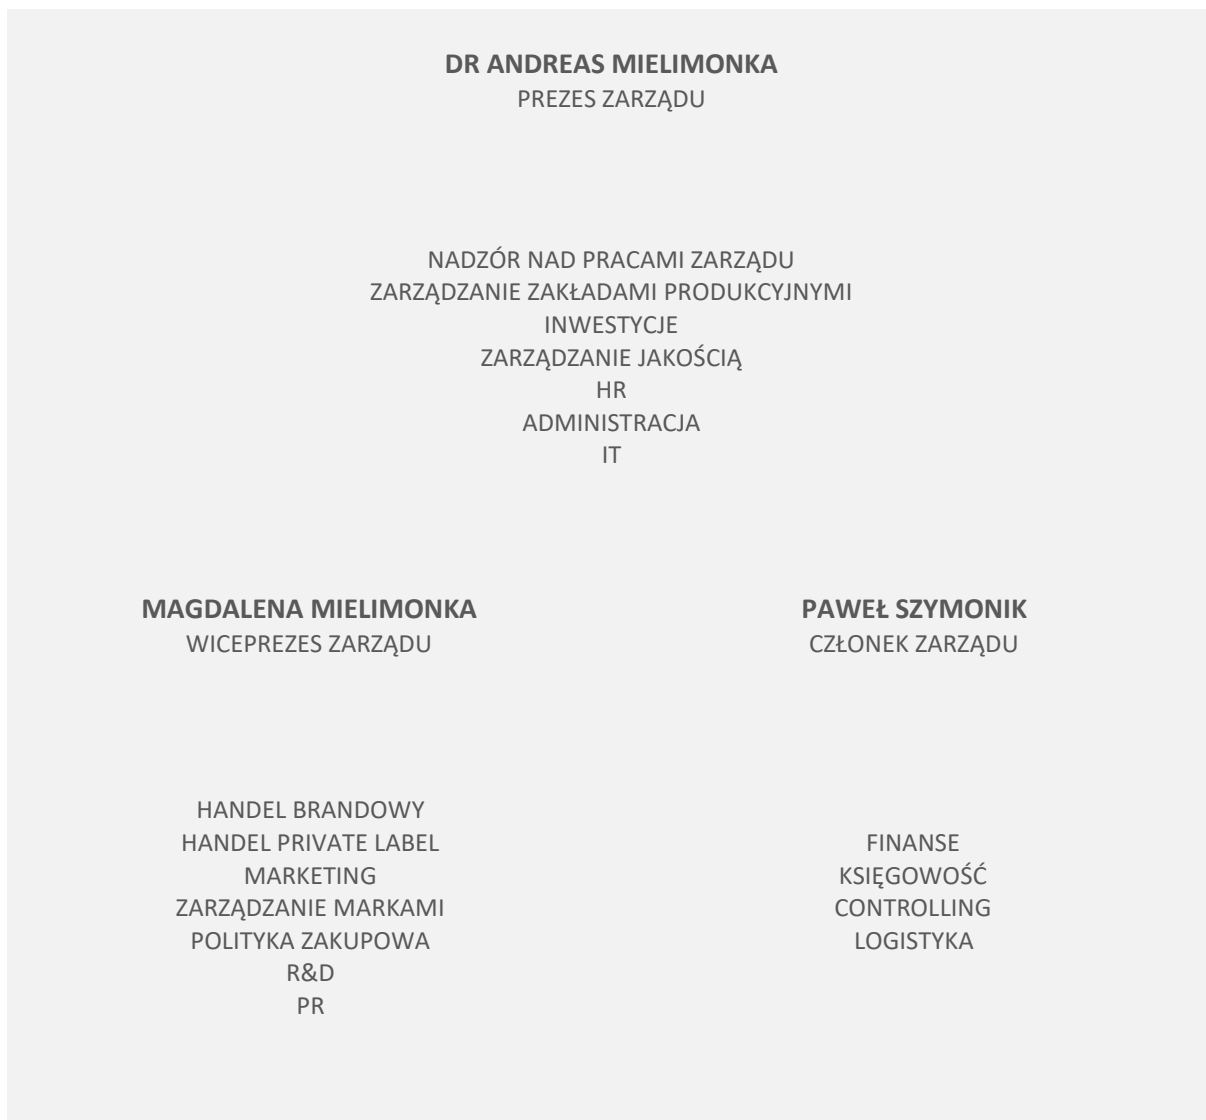 DR ANDREAS MIELIMONKA
PREZES ZARZĄDU
NADZÓR NAD PRACAMI ZARZĄDU
ZARZĄDZANIE ZAKŁADAMI PRODUKCYJNYMI
INWESTYCJE
ZARZĄDZANIE JAKOŚCIĄ
HR
ADMINISTRACJA
IT
MAGDALENA MIELIMONKA
WICEPREZES ZARZĄDU
HANDEL BRANDOWY
HANDEL PRIVATE LABEL
MARKETING
ZARZĄDZANIE MARKAMI
POLITYKA ZAKUPOWA
R&D
PR
PAWEŁ SZYMONIK
CZŁONEK ZARZĄDU
FINANSE
KSIĘGOWOŚĆ
CONTROLLING
LOGISTYKA